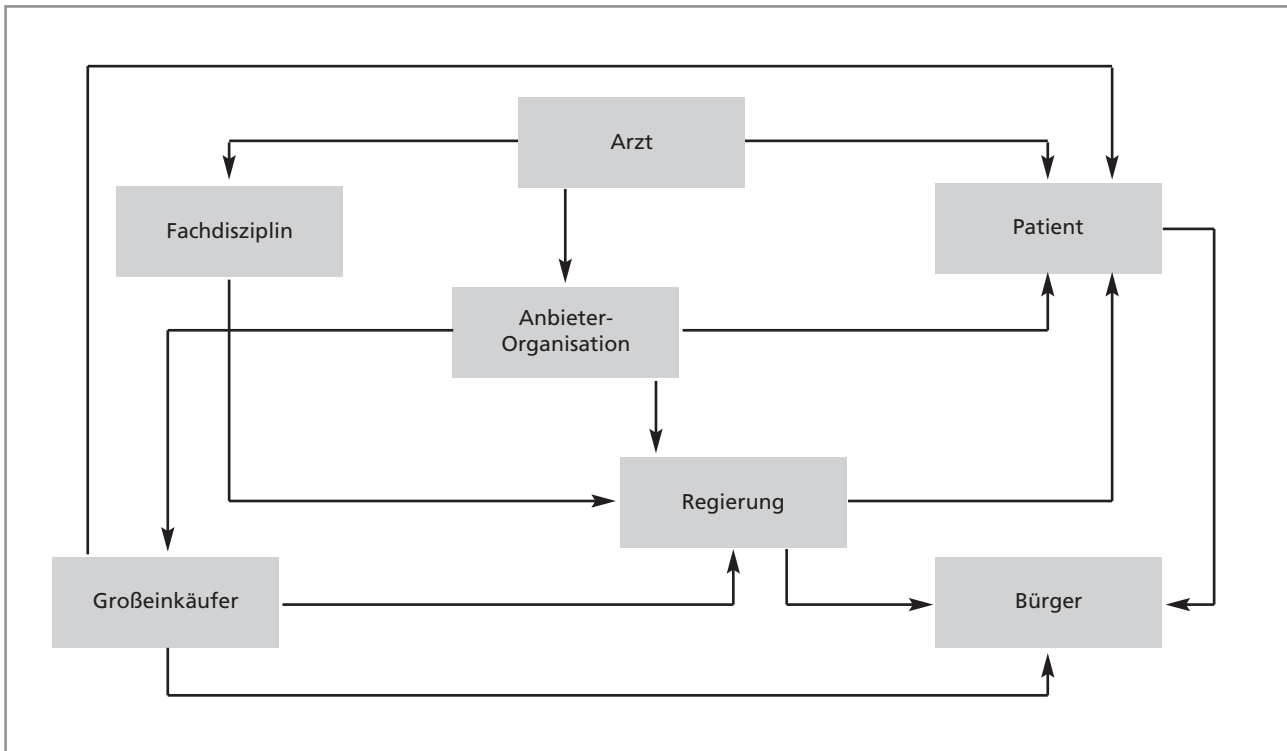 Arzt
Fachdisziplin
Patient
Anbieter-
Organisation
Regierung
Großeinkäufer
Bürger